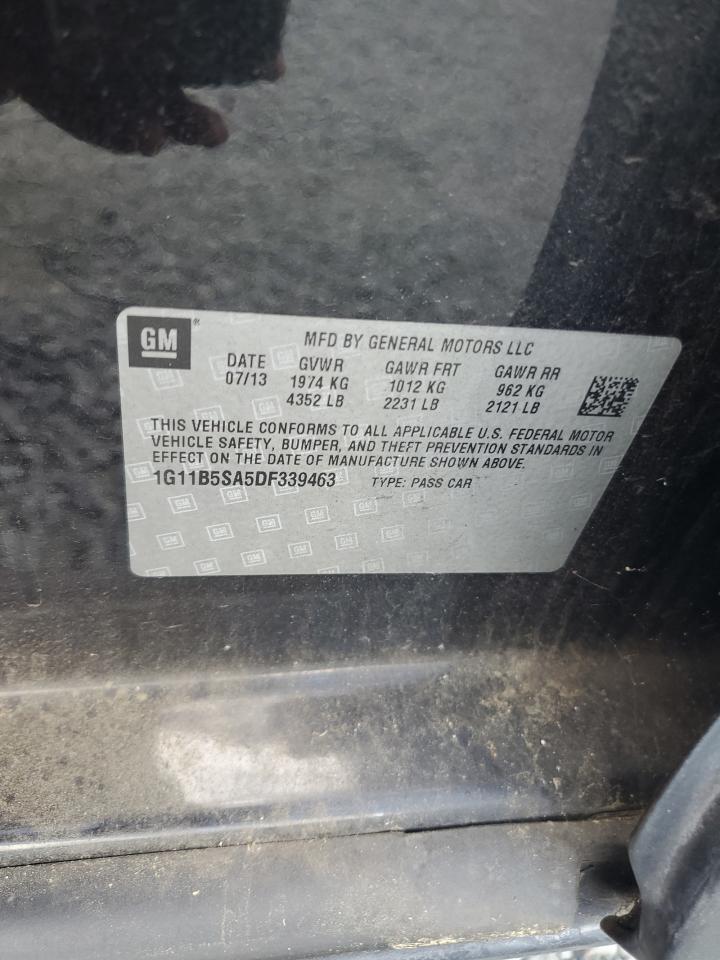 GM ® MFD BY GENERAL MOTORS LLC
DATE GVWR GAWR FRT GAWR RR
07/13 1974 KG 1012 KG 962 KG
4352 LB 2231 LB 2121 LB
THIS VEHICLE CONFORMS TO ALL APPLICABLE U.S. FEDERAL MOTOR
VEHICLE SAFETY, BUMPER, AND THEFT PREVENTION STANDARDS IN
EFFECT ON THE DATE OF MANUFACTURE SHOWN ABOVE.
1G11B5SA5DF339463 TYPE: PASS CAR